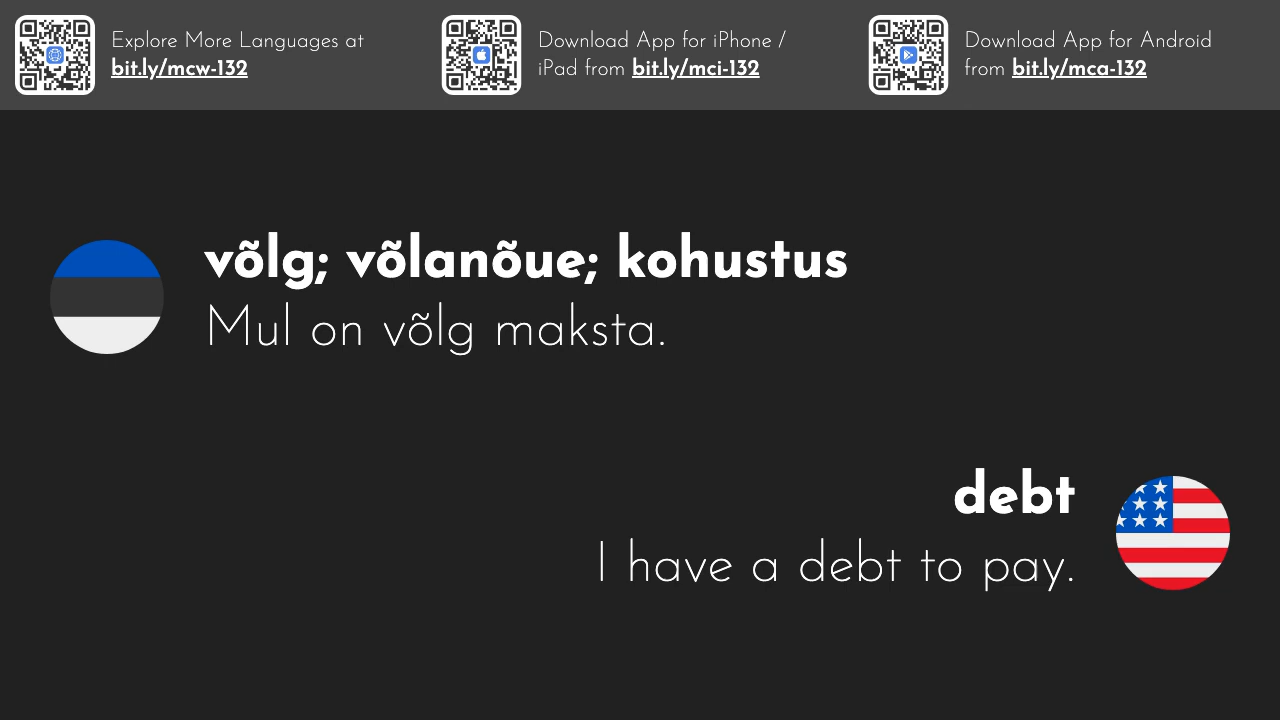 Explore More Languages at
bit.ly/mcw-132
Download App for iPhone /
iPad from bit.ly/mci-132
Download App for Android
from bit.ly/mca-132
võlg; võlanõue; kohustus
Mul on võlg maksta.
debt
I have a debt to pay.